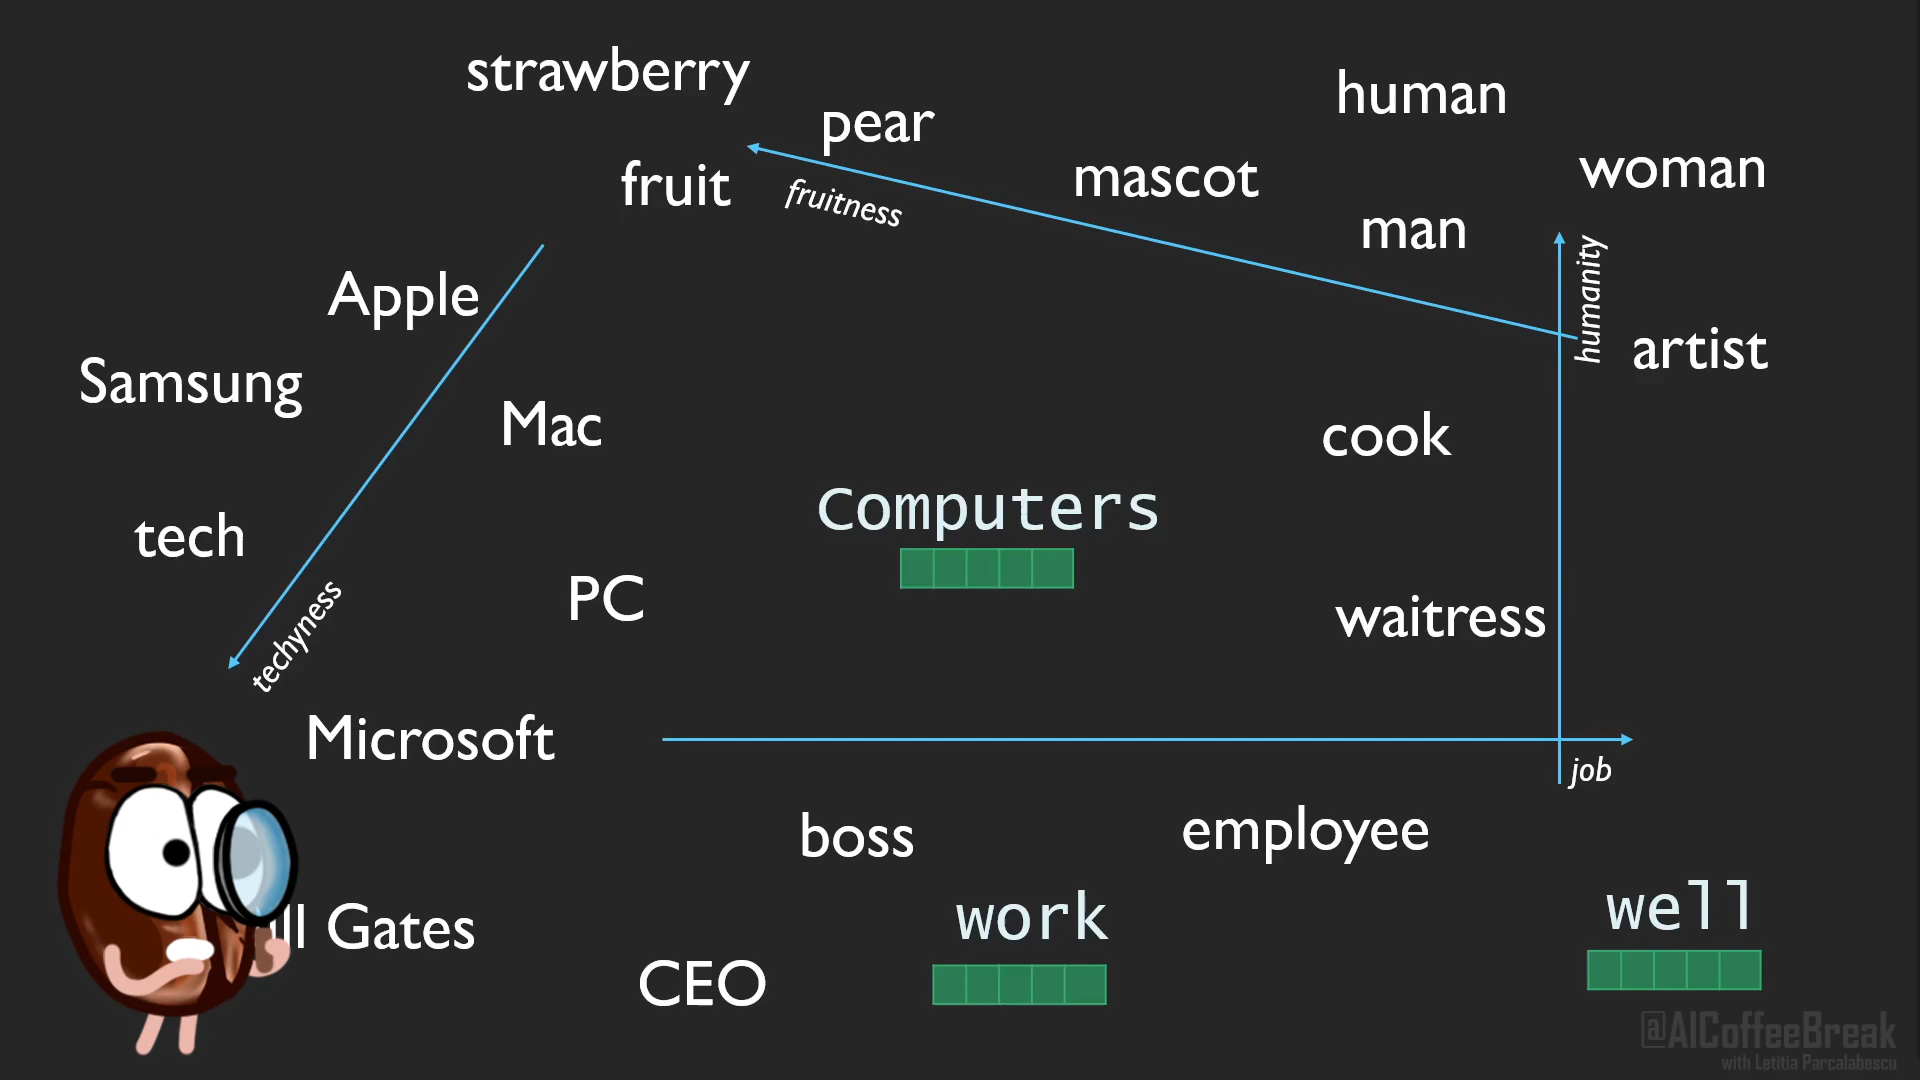 strawberry
pear
human
fruit
fruitness
mascot
woman
man
humanity
Apple
artist
Samsung
Mac
cook
Computers
tech
PC
waitress
techyness
Microsoft
job
boss
employee
work
well
ill Gates
CEO
@AICoffeeBreak
with Letitia Parcalabescu